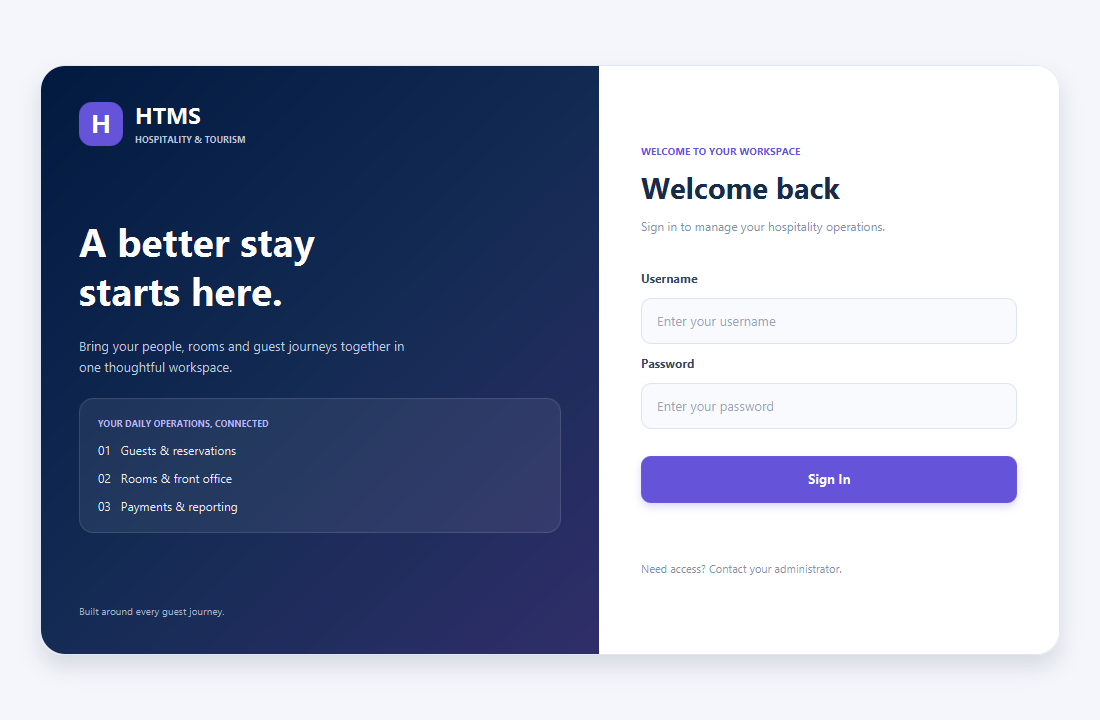 H
HTMS
HOSPITALITY & TOURISM
A better stay
starts here.
Bring your people, rooms and guest journeys together in
one thoughtful workspace.
YOUR DAILY OPERATIONS, CONNECTED
01 Guests & reservations
02 Rooms & front office
03 Payments & reporting
Built around every guest journey.
WELCOME TO YOUR WORKSPACE
Welcome back
Sign in to manage your hospitality operations.
Username
Enter your username
Password
Enter your password
Sign In
Need access? Contact your administrator.